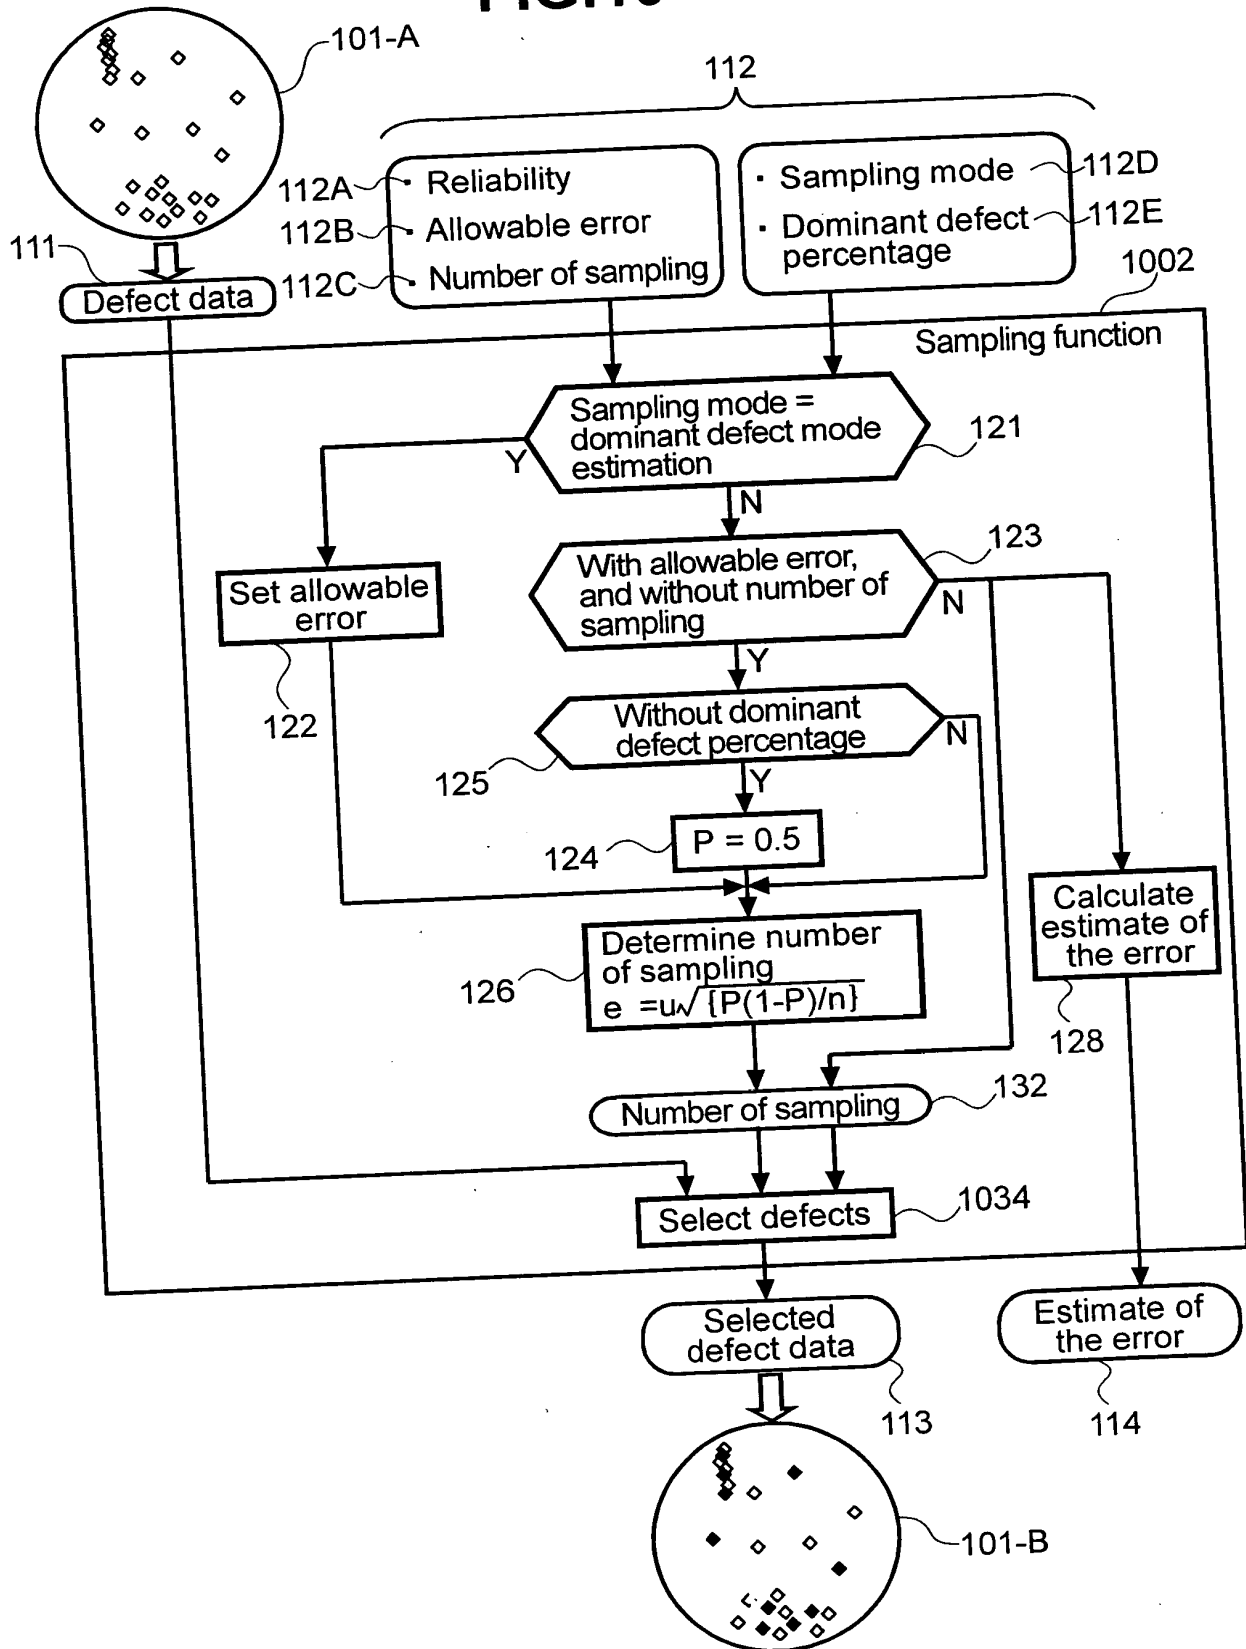 101-A
112
112A
· Reliability
112B
· Allowable error
112C
· Number of sampling
· Sampling mode
112D
· Dominant defect
percentage
112E
111
Defect data
1002
Sampling function
Sampling mode =
dominant defect mode
estimation
121
Y
N
Set allowable
error
122
With allowable error,
and without number of
sampling
123
N
Y
Without dominant
defect percentage
125
N
Y
P = 0.5
124
Determine number
of sampling
e =u√{P(1-P)/n}
126
Calculate
estimate of
the error
128
Number of sampling
132
Select defects
1034
Selected
defect data
113
Estimate of
the error
114
101-B